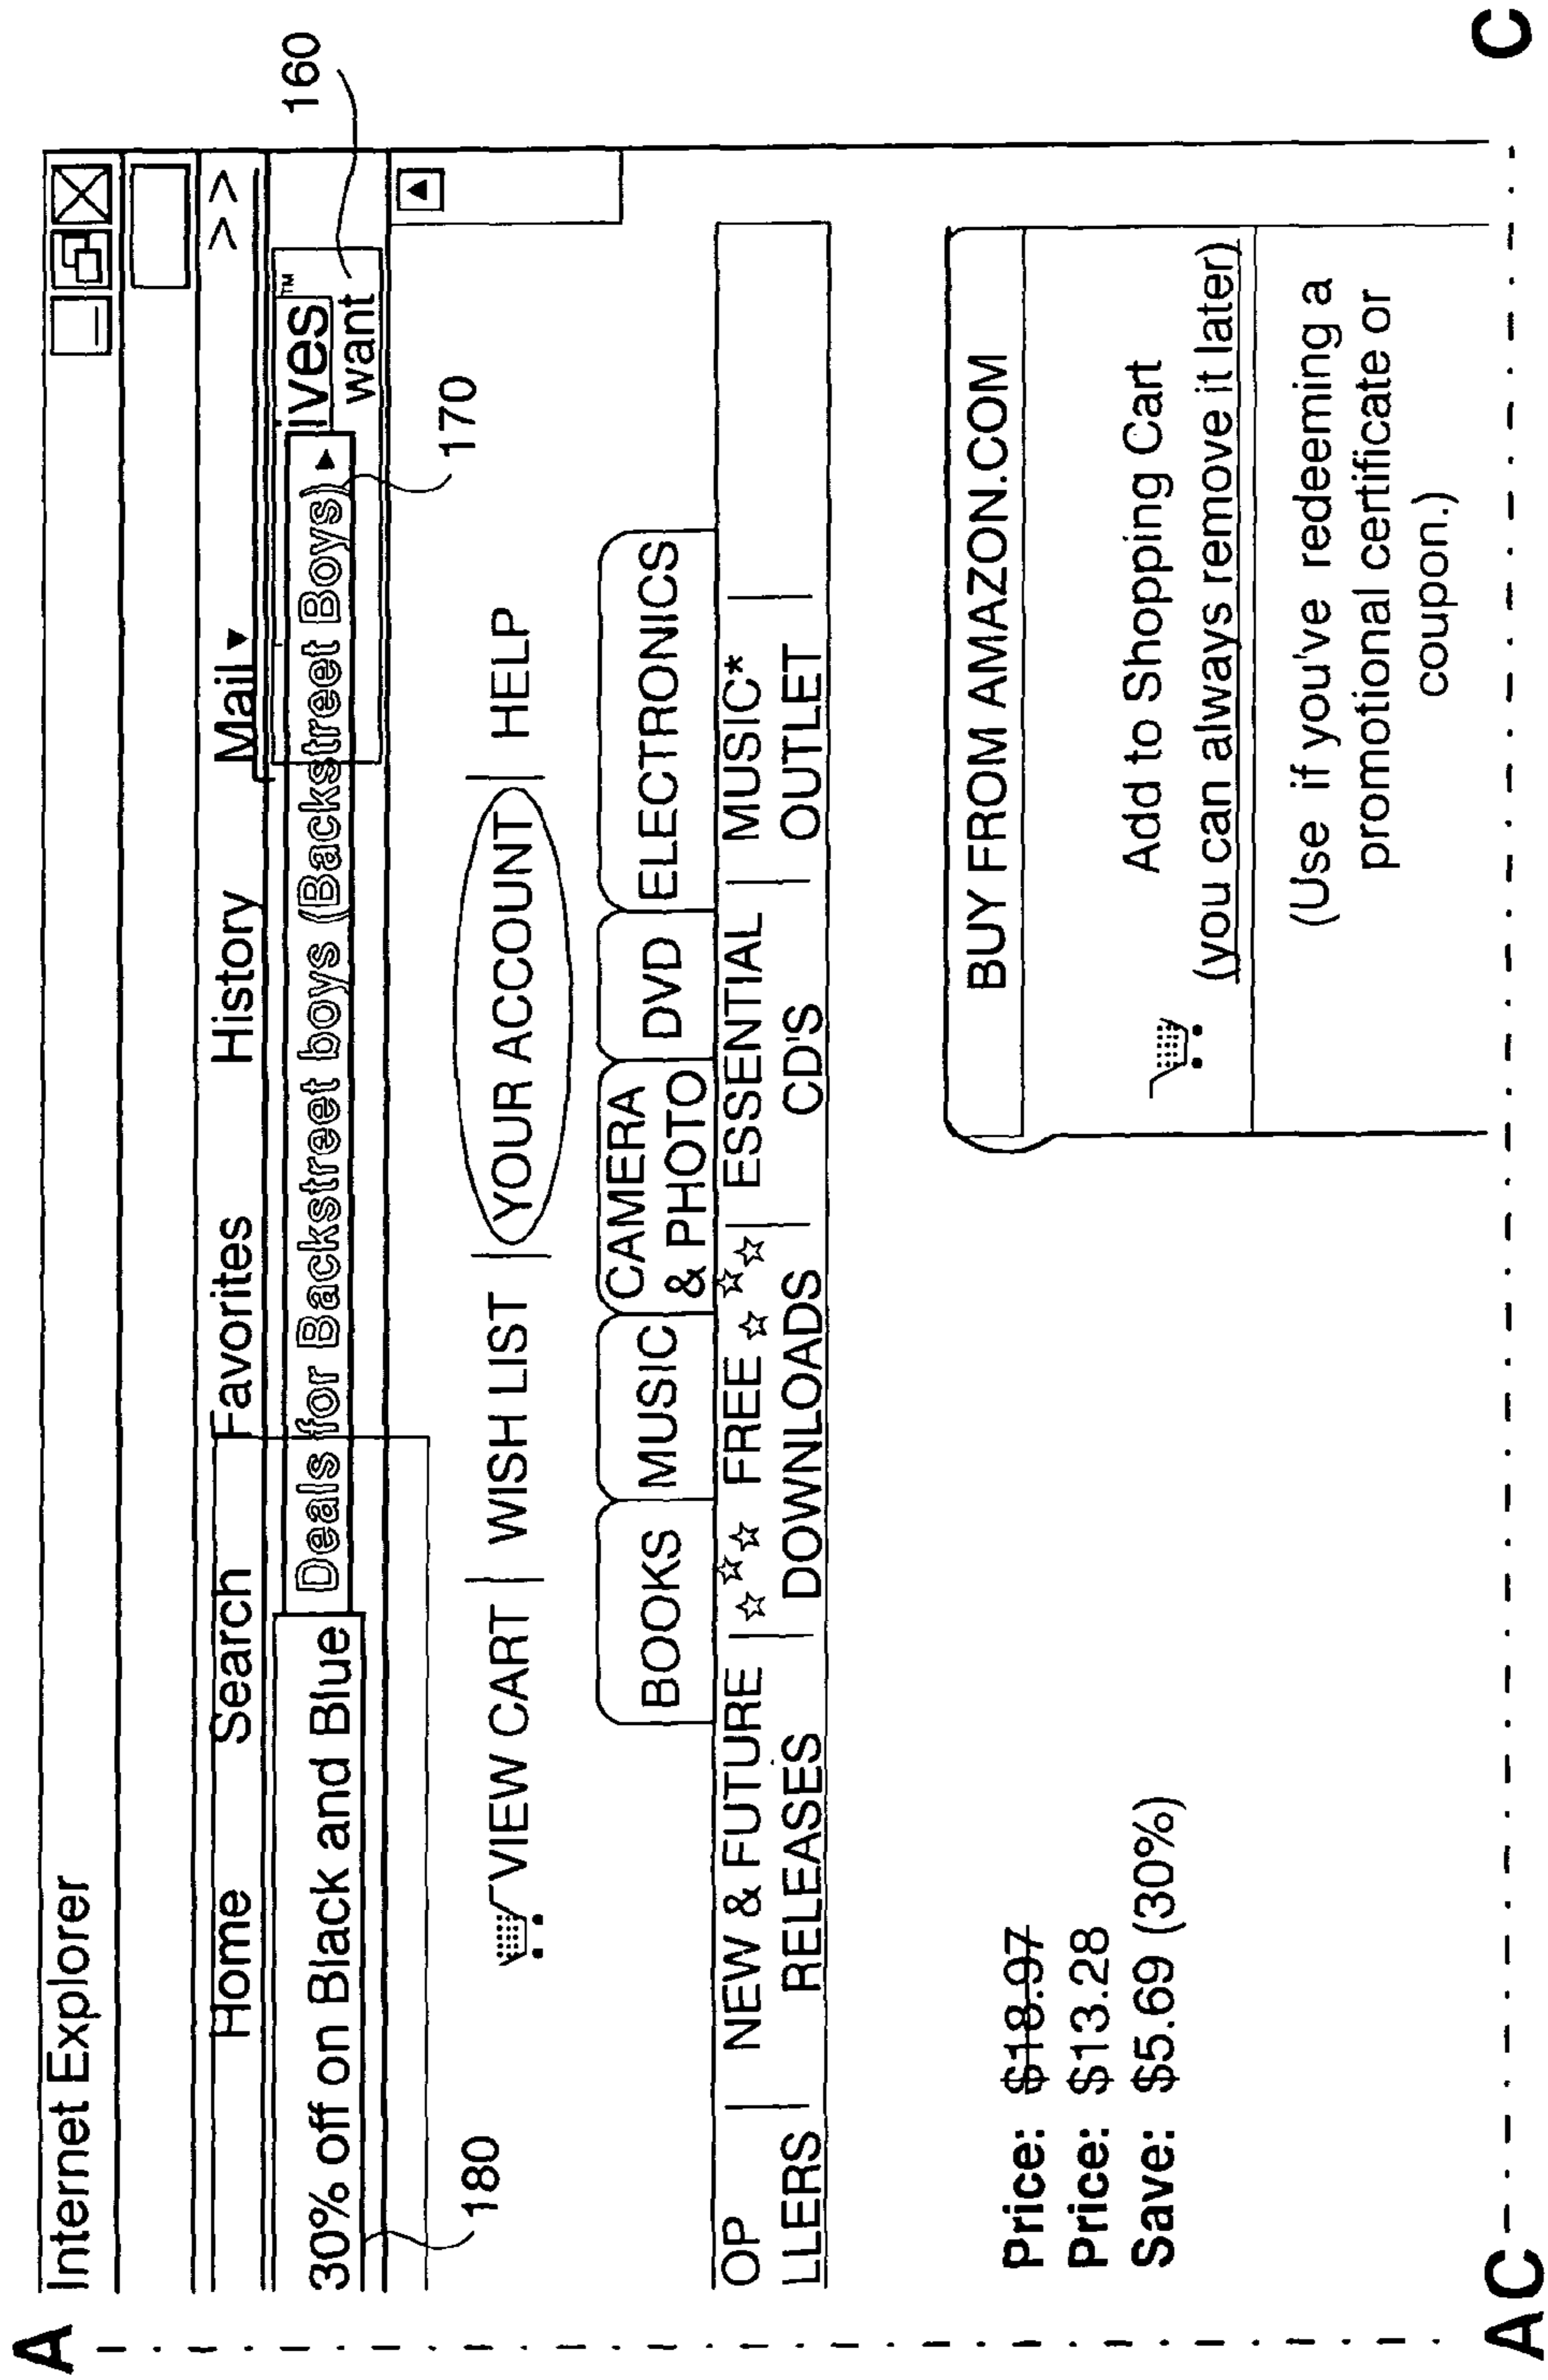 A
Internet Explorer
Home Search Favorites History Mail >>
30% off on Black and Blue Deals for Backstreet boys (Backstreet Boys) ives™
want
160
170
180
VIEW CART | WISH LIST | YOUR ACCOUNT | HELP
BOOKS MUSIC CAMERA & PHOTO DVD ELECTRONICS
OP | NEW & FUTURE | ☆☆☆ FREE ☆☆☆ | ESSENTIAL | MUSIC*
LLERS | RELEASES | DOWNLOADS | CD'S | OUTLET
Price: $18.97
Price: $13.28
Save: $5.69 (30%)
BUY FROM AMAZON.COM
Add to Shopping Cart
(you can always remove it later)
(Use if you've redeeming a
promotional certificate or
coupon.)
AC
C